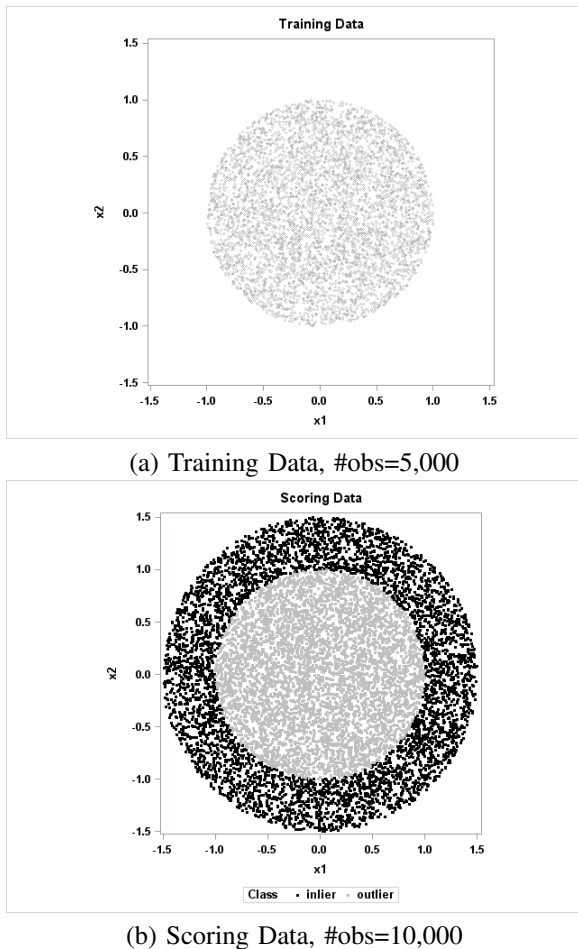 Training Data
1.5
1.0
0.5
0.0
-0.5
-1.0
-1.5
x2
-1.5 -1.0 -0.5 0.0 0.5 1.0 1.5
x1
(a) Training Data, #obs=5,000
Scoring Data
1.5
1.0
0.5
0.0
-0.5
-1.0
-1.5
x2
-1.5 -1.0 -0.5 0.0 0.5 1.0 1.5
x1
Class inlier outlier
(b) Scoring Data, #obs=10,000